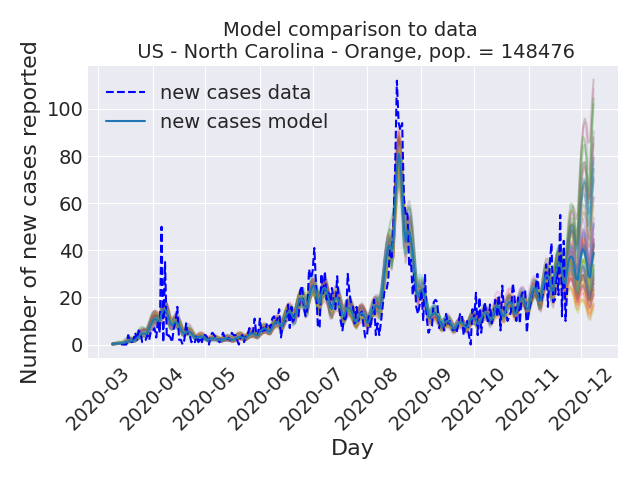 Model comparison to data
US - North Carolina - Orange, pop. = 148476
new cases data
new cases model
Number of new cases reported
100
80
60
40
20
0
2020-03
2020-04
2020-05
2020-06
2020-07
2020-08
2020-09
2020-10
2020-11
2020-12
Day